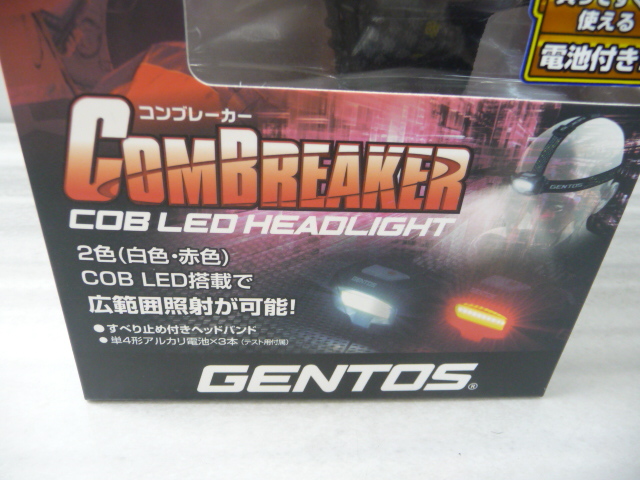 使える
電池付き
コンブレーカー
COMBREAKER
COB LED HEADLIGHT
GENTOS
2色(白色・赤色)
COB LED搭載で
広範囲照射が可能!
●すべり止め付きヘッドバンド
●単4形アルカリ電池×3本(テスト用付属)
GENTOS®